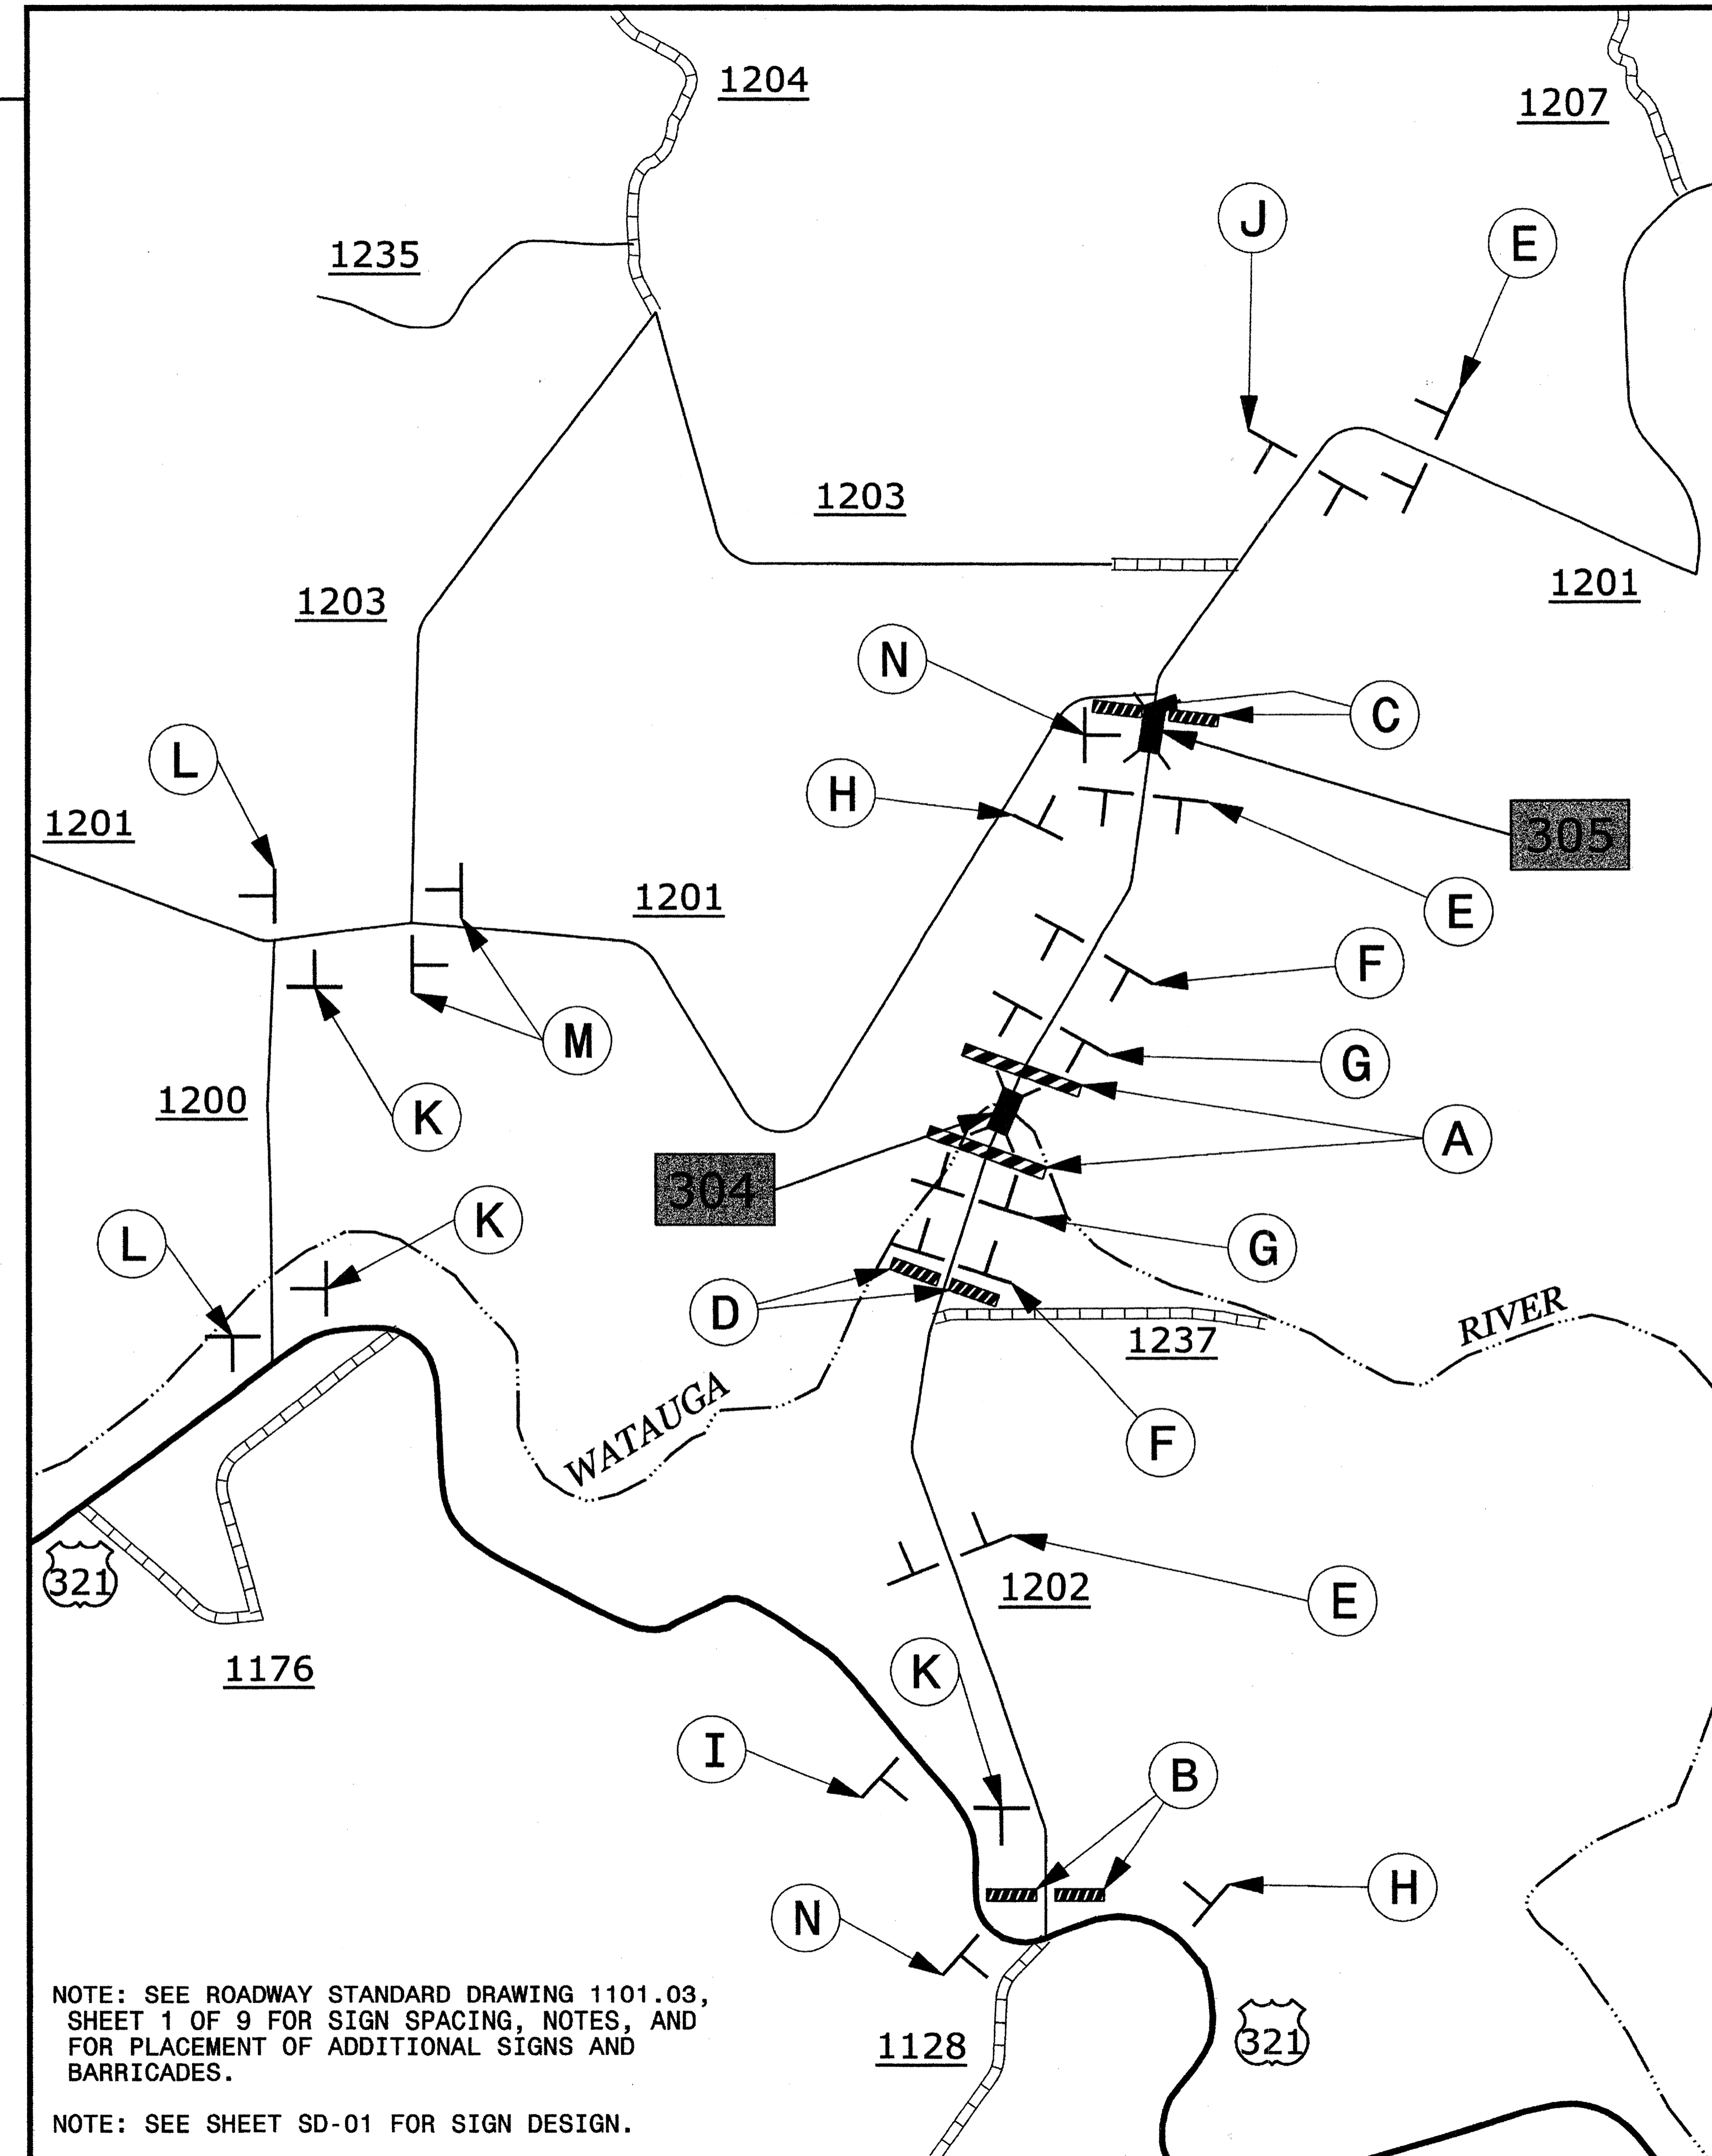 1204
1207
J
E
1235
1203
1203
1201
N
C
L
H
305
1201
1201
E
F
M
G
1200
K
A
304
K
L
G
D
RIVER
1237
WATAUGA
F
321
1202
E
1176
K
I
B
H
N
NOTE: SEE ROADWAY STANDARD DRAWING 1101.03,
SHEET 1 OF 9 FOR SIGN SPACING, NOTES, AND
FOR PLACEMENT OF ADDITIONAL SIGNS AND
BARRICADES.
1128
321
NOTE: SEE SHEET SD-01 FOR SIGN DESIGN.